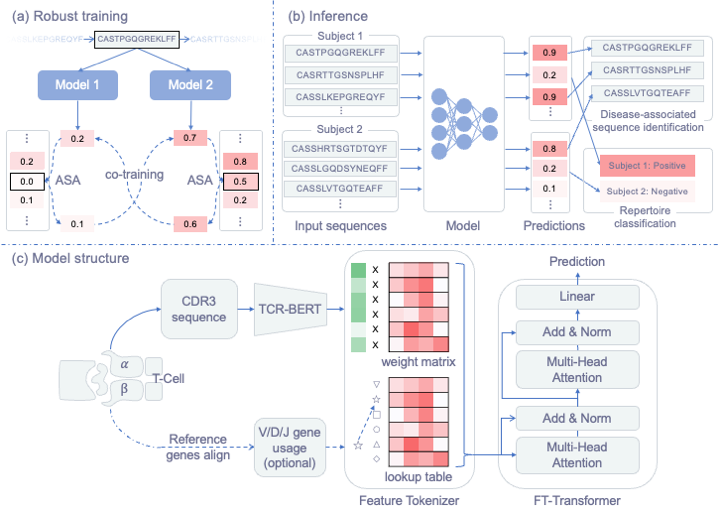 (a) Robust training
CASTPGQGREKLFF
Model 1
Model 2
0.2
0.7
0.2
0.0
0.1
ASA
co-training
ASA
0.8
0.5
0.2
0.1
0.6
(b) Inference
Subject 1
CASTPGQGREKLFF
CASRTTGSNSPLHF
CASSLKEPGREQYF
Subject 2
CASSHRTSGTDTQYF
CASSLGQDSYNEQFF
CASSLVTGQTEAFF
Input sequences
Model
0.9
0.2
0.9
0.8
0.2
0.1
Predictions
CASTPGQGREKLFF
CASRTTGSNSPLHF
CASSLVTGQTEAFF
Disease-associated
sequence identification
Subject 1: Positive
Subject 2: Negative
Repertoire
classification
(c) Model structure
CDR3
sequence
TCR-BERT
α
β
T-Cell
Reference
genes align
V/D/J gene
usage
(optional)
X
X
X
X
X
X
weight matrix
lookup table
Feature Tokenizer
Prediction
Linear
Add & Norm
Multi-Head
Attention
Add & Norm
Multi-Head
Attention
FT-Transformer